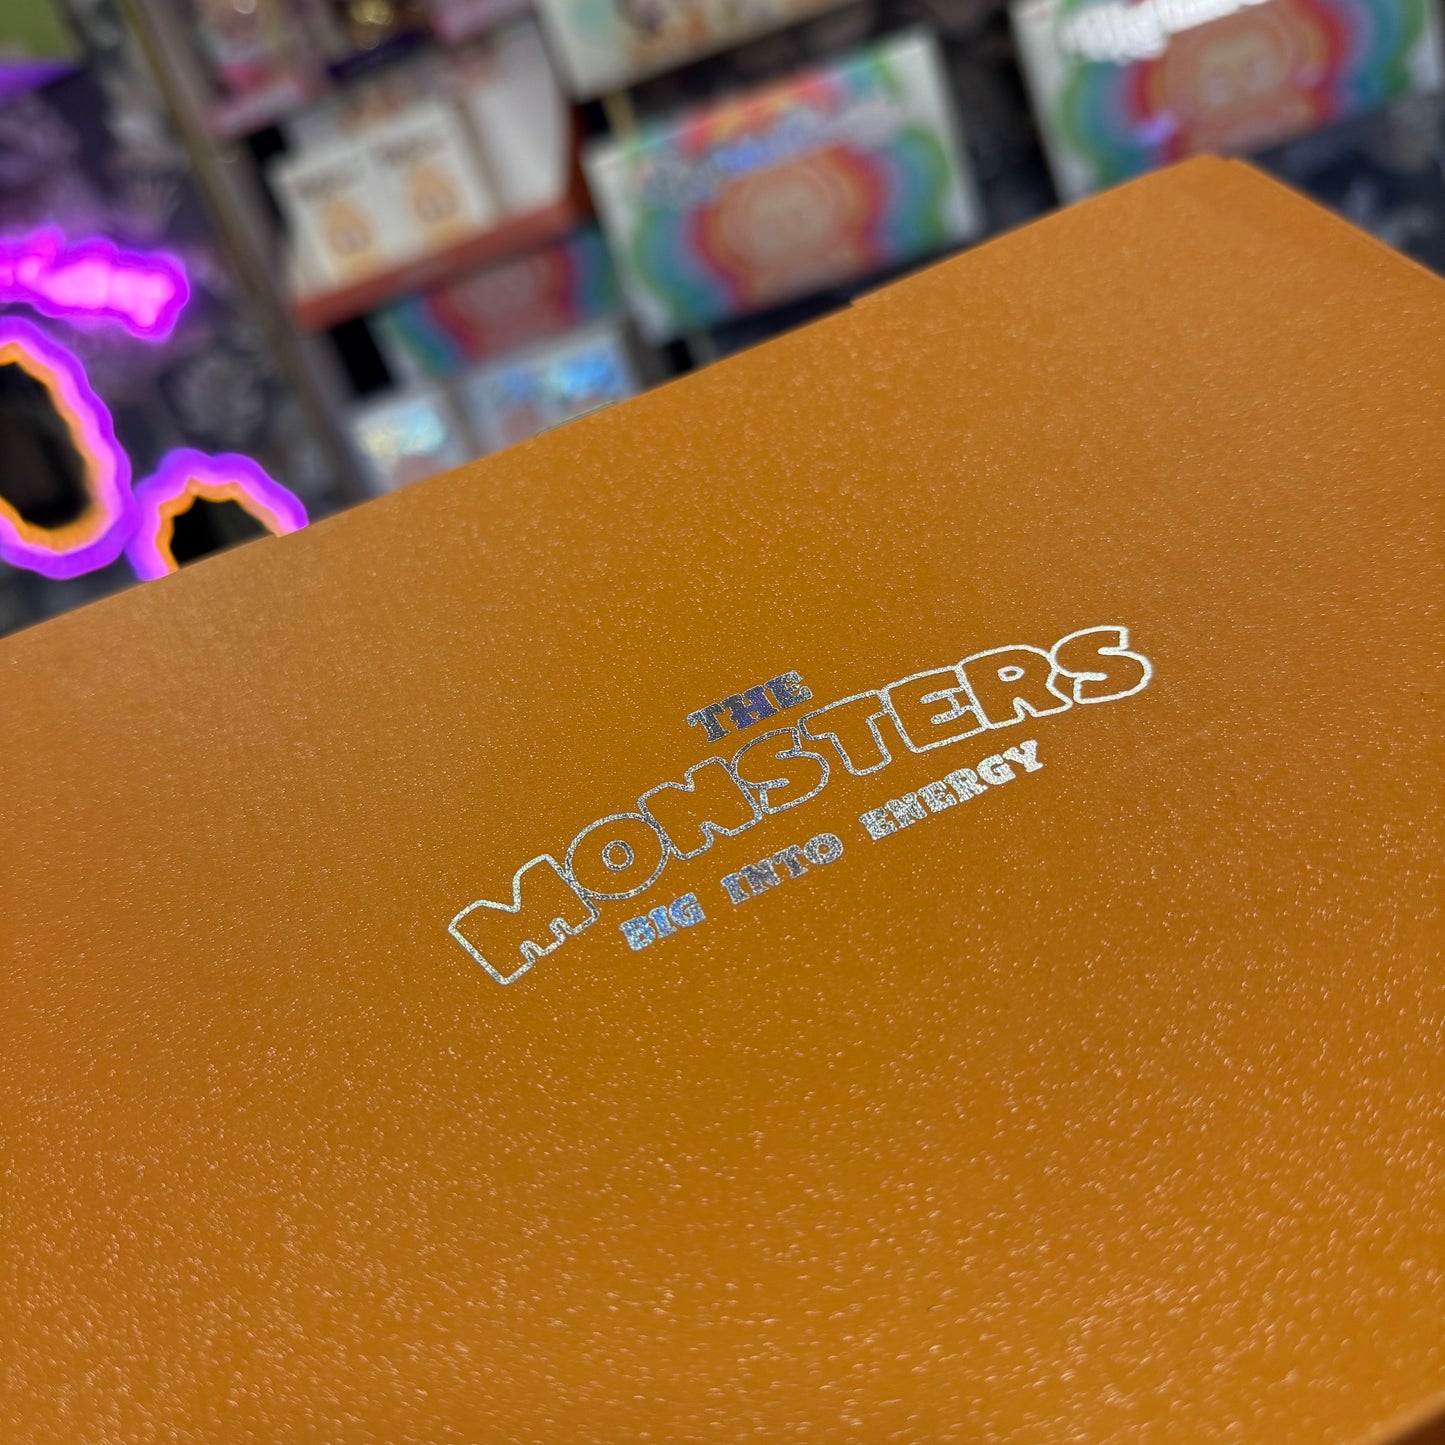 THE
MONSTERS
BIG INTO ENERGY